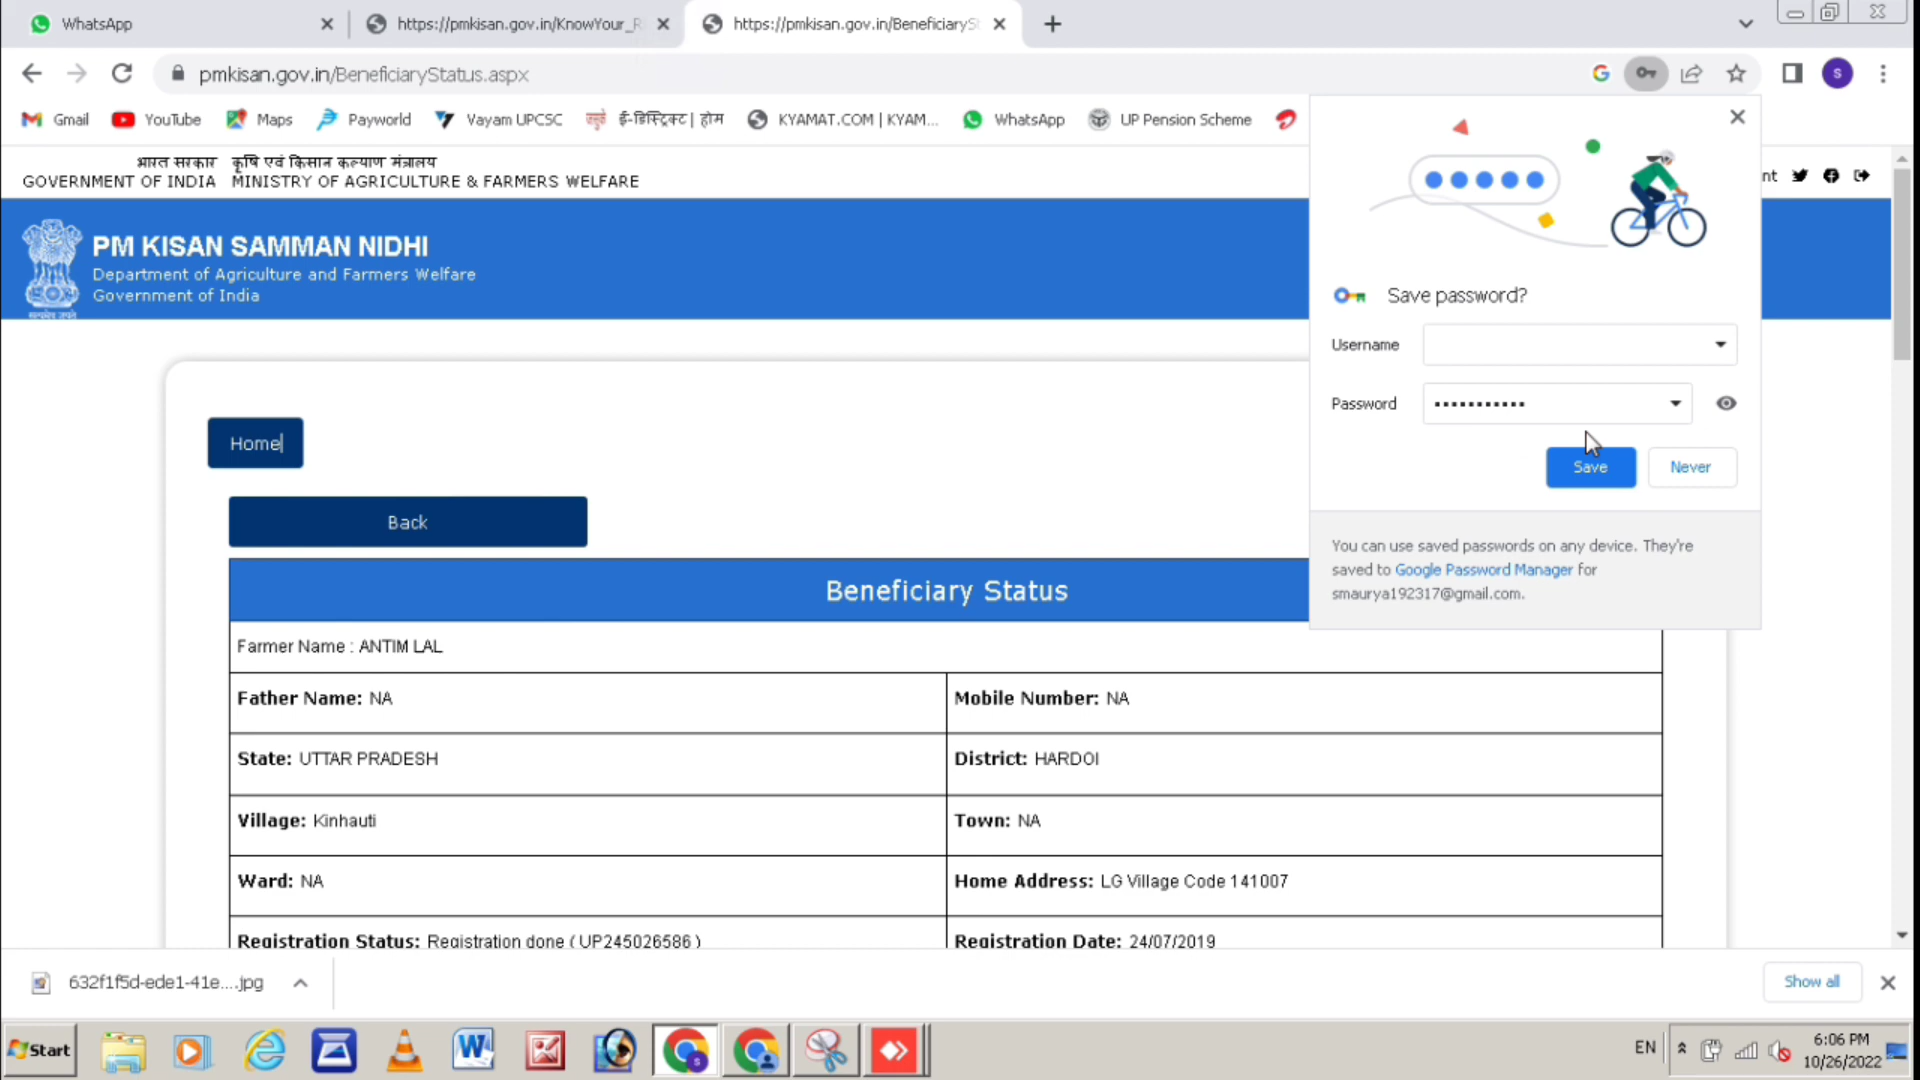 WhatsApp
https://pmkisan.gov.in/KnowYour_R
https://pmkisan.gov.in/BeneficiaryS
pmkisan.gov.in/BeneficiaryStatus.aspx
S
Gmail
YouTube
Maps
Payworld
Vayam UPCSC
ई-डिस्ट्रिक्ट | होम
KYAMAT.COM | KYAM...
WhatsApp
UP Pension Scheme
भारत सरकार कृषि एवं किसान कल्याण मंत्रालय
GOVERNMENT OF INDIA MINISTRY OF AGRICULTURE & FARMERS WELFARE
nt
PM KISAN SAMMAN NIDHI
Department of Agriculture and Farmers Welfare
Government of India
सत्यमेव जयते
Save password?
Username
Password
Save
Never
You can use saved passwords on any device. They're
saved to Google Password Manager for
smaurya192317@gmail.com.
Home
Back
Beneficiary Status
Farmer Name : ANTIM LAL
Father Name: NA
Mobile Number: NA
State: UTTAR PRADESH
District: HARDOI
Village: Kinhauti
Town: NA
Ward: NA
Home Address: LG Village Code 141007
Registration Status: Registration done ( UP245026586 )
Registration Date: 24/07/2019
632f1f5d-ede1-41e....jpg
Show all
Start
EN
6:06 PM
10/26/2022